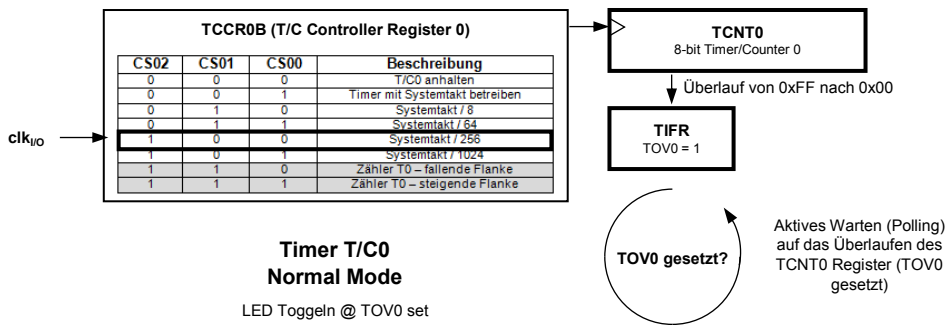 TCCR0B (T/C Controller Register 0)
CS02 CS01 CS00 Beschreibung
0 0 0 T/C0 anhalten
0 0 1 Timer mit Systemtakt betreiben
0 1 0 Systemtakt / 8
0 1 1 Systemtakt / 64
1 0 0 Systemtakt / 256
1 0 1 Systemtakt / 1024
1 1 0 Zähler T0 – fallende Flanke
1 1 1 Zähler T0 – steigende Flanke
clkI/O
TCNT0
8-bit Timer/Counter 0
Überlauf von 0xFF nach 0x00
TIFR
TOV0 = 1
TOV0 gesetzt?
Aktives Warten (Polling)
auf das Überlaufen des
TCNT0 Register (TOV0
gesetzt)
Timer T/C0
Normal Mode
LED Toggeln @ TOV0 set